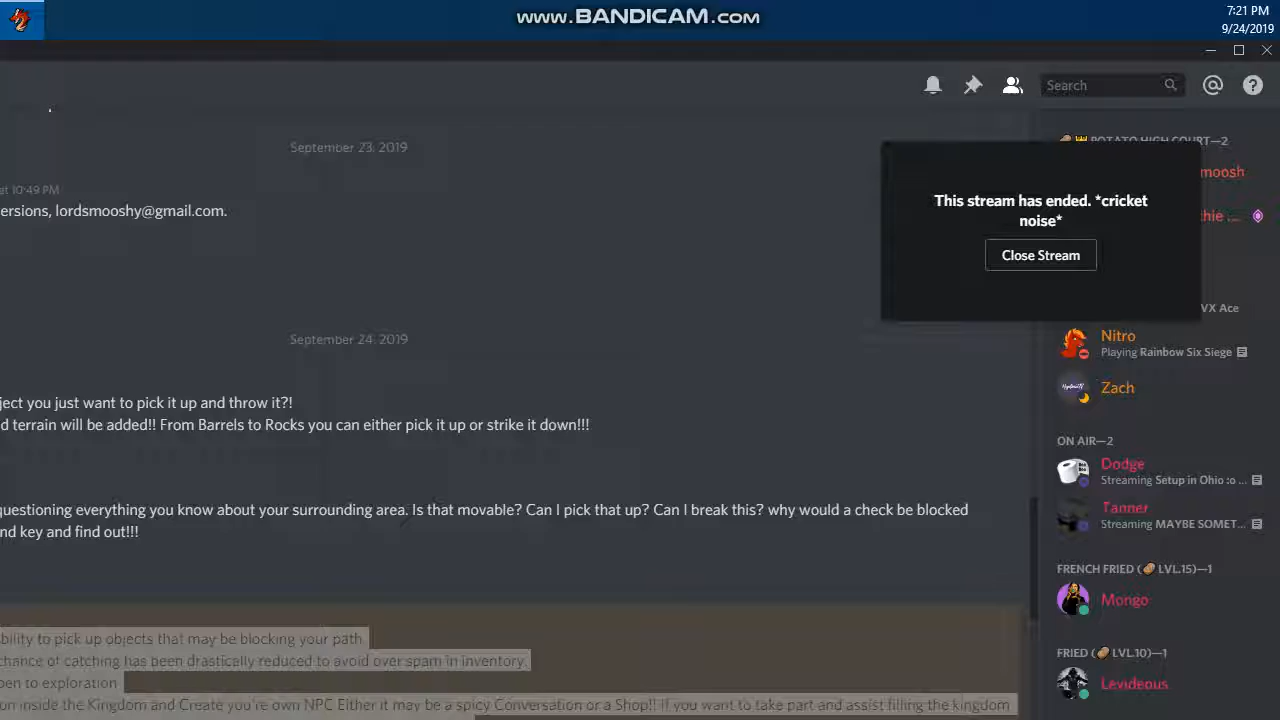 www.BANDICAM.com
7:21 PM
9/24/2019
Search
September 23, 2019
at 10:49 PM
ersions, lordsmooshy@gmail.com.
POTATO HIGH COURT—2
moosh
hie ...
This stream has ended. *cricket
noise*
Close Stream
VX Ace
September 24, 2019
Nitro
Playing Rainbow Six Siege
Zach
ject you just want to pick it up and throw it?!
d terrain will be added!! From Barrels to Rocks you can either pick it up or strike it down!!!
ON AIR—2
Dodge
Streaming Setup in Ohio :o ...
Tanner
Streaming MAYBE SOMET...
questioning everything you know about your surrounding area. Is that movable? Can I pick that up? Can I break this? why would a check be blocked
nd key and find out!!!
FRENCH FRIED (LVL.15)—1
Mongo
FRIED (LVL.10)—1
Levideous
bility to pick up objects that may be blocking your path.
chance of catching has been drastically reduced to avoid over spam in inventory.
pen to exploration
on inside the Kingdom and Create you're own NPC Either it may be a spicy Conversation or a Shop!! if you want to take part and assist filling the kingdom